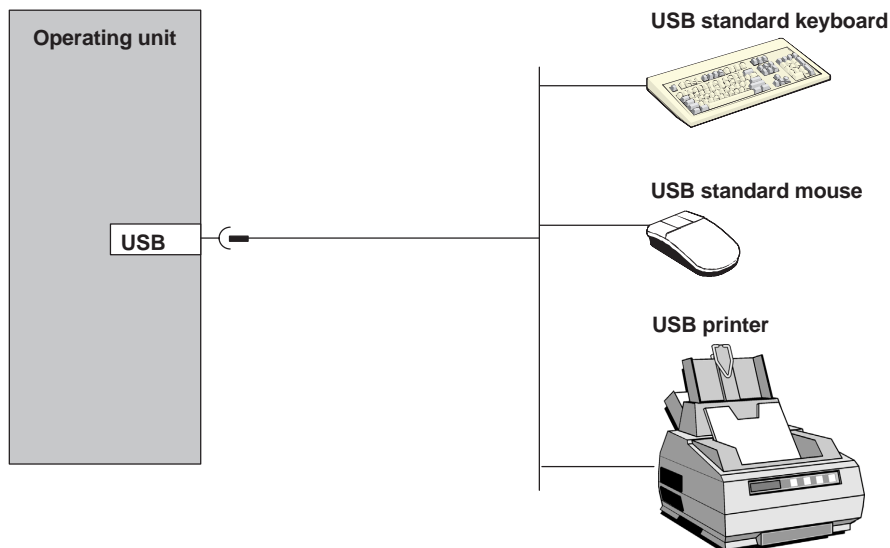 Operating unit
USB
USB standard keyboard
USB standard mouse
USB printer